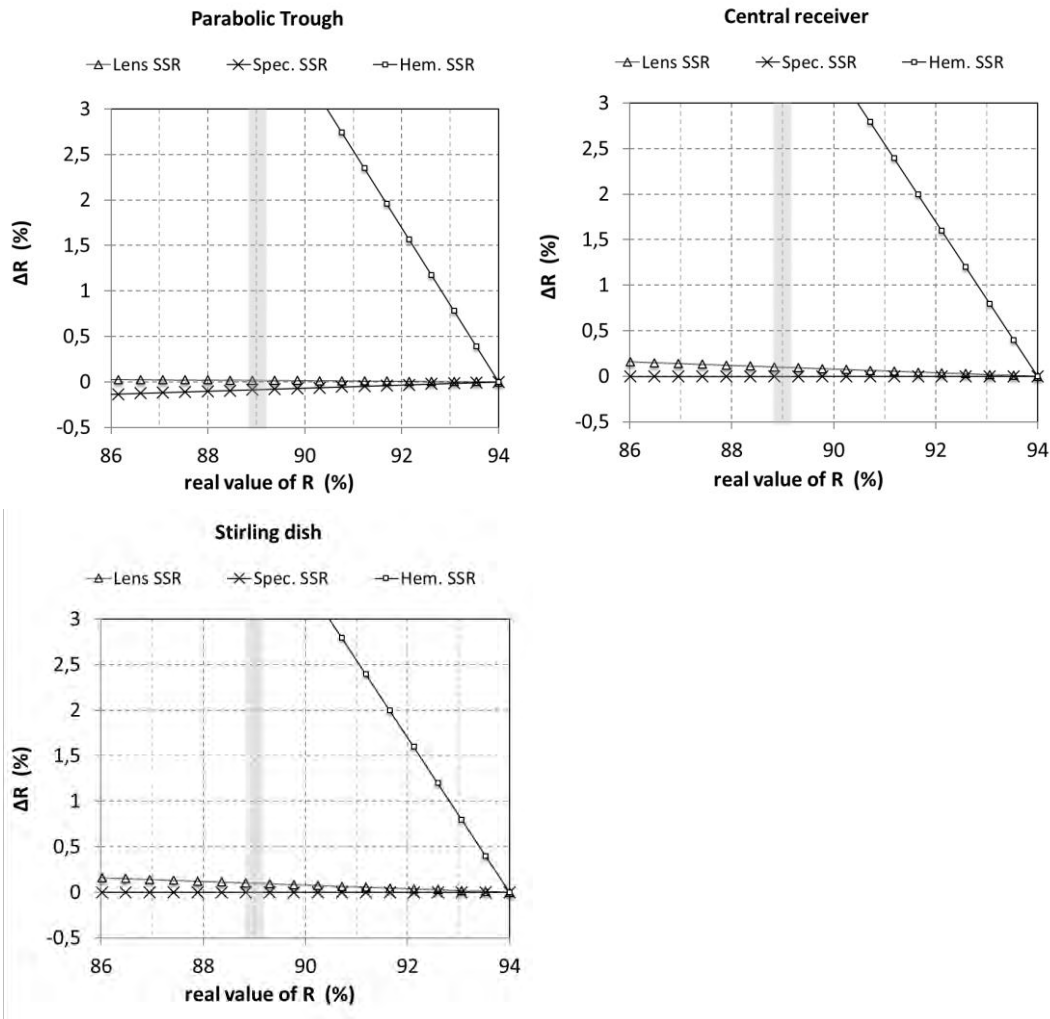 Parabolic Trough
Lens SSR Spec. SSR Hem. SSR
3
2,5
2
1,5
1
0,5
0
-0,5
ΔR (%)
86 88 90 92 94
real value of R (%)
Central receiver
Lens SSR Spec. SSR Hem. SSR
3
2,5
2
1,5
1
0,5
0
-0,5
ΔR (%)
86 88 90 92 94
real value of R (%)
Stirling dish
Lens SSR Spec. SSR Hem. SSR
3
2,5
2
1,5
1
0,5
0
-0,5
ΔR (%)
86 88 90 92 94
real value of R (%)